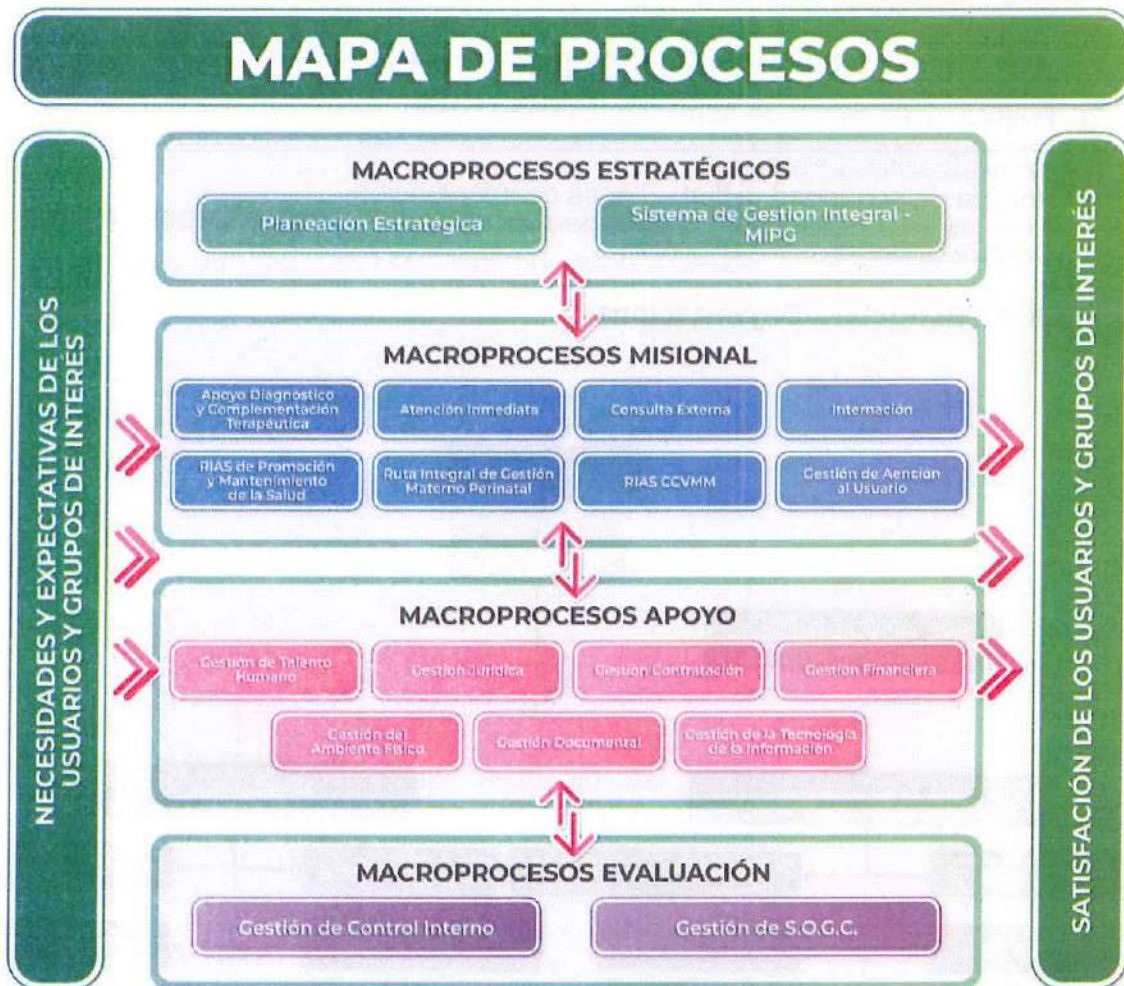 MAPA DE PROCESOS
NECESIDADES Y EXPECTATIVAS DE LOS
USUARIOS Y GRUPOS DE INTERÉS
MACROPROCESOS ESTRATÉGICOS
Planeación Estratégica
Sistema de Gestión Integral -
MIPG
MACROPROCESOS MISIONAL
Apoyo Diagnóstico
y Complementación
Terapéutica
Atención Inmediata
Consulta Externa
Internación
RIAS de Promoción
y Mantenimiento
de la Salud
Ruta Integral de Gestión
Materno Perinatal
RIAS CCVMM
Gestión de Aención
al Usuario
MACROPROCESOS APOYO
Gestión de Talento
Humano
Gestión Jurídica
Gestión Contratación
Gestión Financiera
Gestión del
Ambiente Físico
Gestión Documental
Gestión de la Tecnología
de la Información
MACROPROCESOS EVALUACIÓN
Gestión de Control Interno
Gestión de S.O.G.C.
SATISFACIÓN DE LOS USUARIOS Y GRUPOS DE INTERÉS